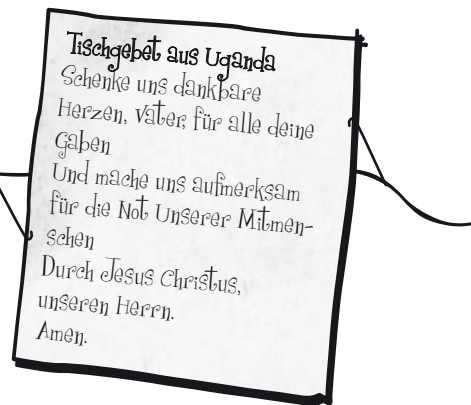 Tischgebet aus Uganda
Schenke uns dankbare
Herzen, Vater, für alle deine
Gaben
Und mache uns aufmerksam
für die Not Unserer Mitmen-
schen
Durch Jesus Christus,
unseren Herrn.
Amen.